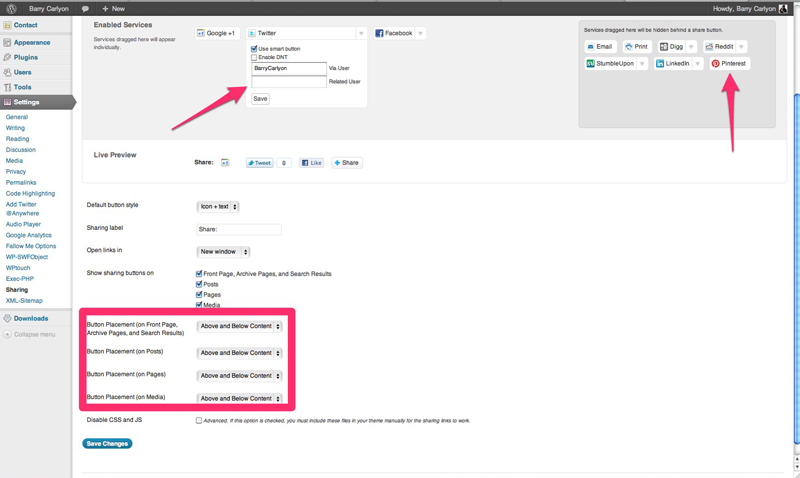 Barry Carlyon
+ New
Howdy, Barry Carlyon
Contact
Appearance
Plugins
Users
Tools
Settings
General
Writing
Reading
Discussion
Media
Privacy
Permalinks
Code Highlighting
Add Twitter
@Anywhere
Audio Player
Google Analytics
Follow Me Options
WP-SWFObject
WPtouch
Exec-PHP
Sharing
XML-Sitemap
Downloads
Collapse menu
Enabled Services
Services dragged here will appear
individually.
Google +1
Twitter
Facebook
Use smart button
Enable DNT
BarryCarlyon
Via User
Related User
Save
Services dragged here will be hidden behind a share button.
Email
Print
Digg
Reddit
StumbleUpon
LinkedIn
Pinterest
Live Preview
Share:
+1
Tweet
0
Like
+ Share
Default button style
Icon + text
Sharing label
Share:
Open links in
New window
Show sharing buttons on
Front Page, Archive Pages, and Search Results
Posts
Pages
Media
Button Placement (on Front Page,
Archive Pages, and Search Results)
Above and Below Content
Button Placement (on Posts)
Above and Below Content
Button Placement (on Pages)
Above and Below Content
Button Placement (on Media)
Above and Below Content
Disable CSS and JS
Advanced. If this option is checked, you must include these files in your theme manually for the sharing links to work.
Save Changes